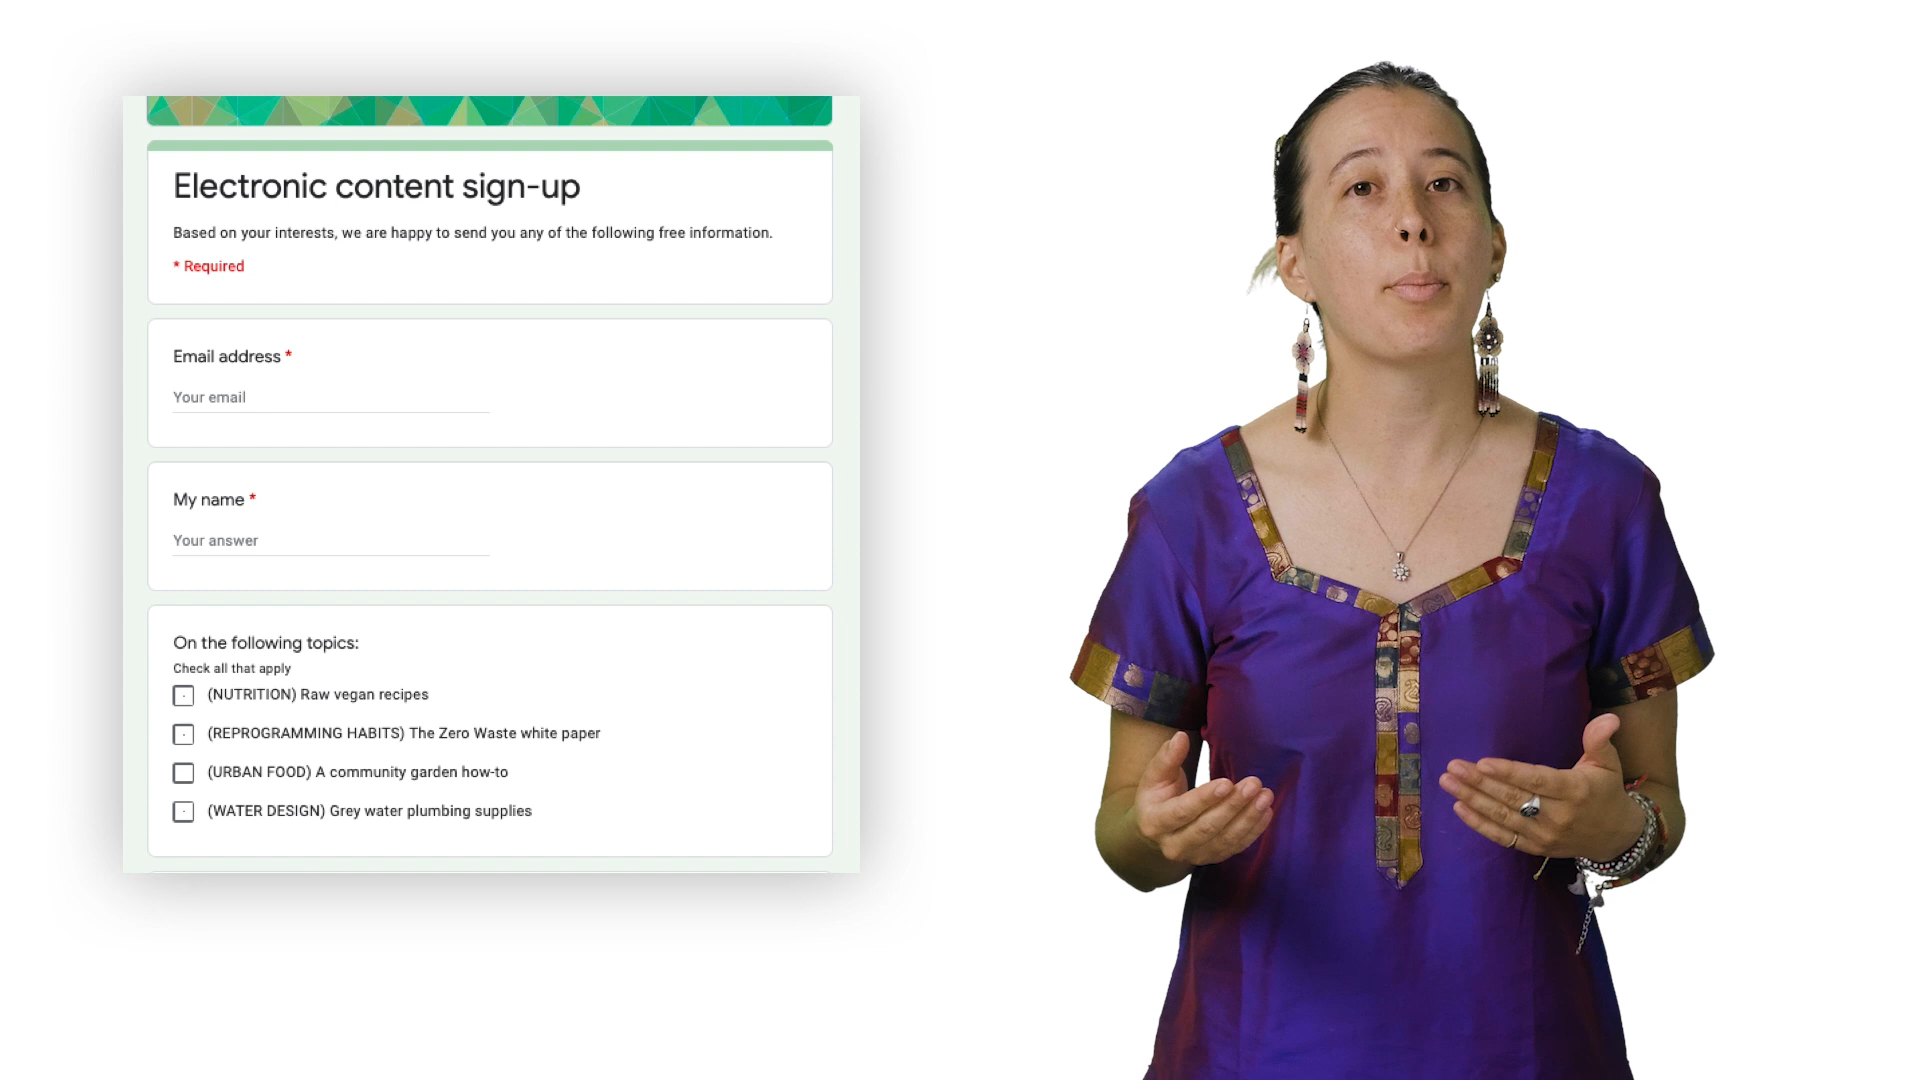 Electronic content sign-up
Based on your interests, we are happy to send you any of the following free information.
* Required
Email address *
Your email
My name *
Your answer
On the following topics:
Check all that apply
(NUTRITION) Raw vegan recipes
(REPROGRAMMING HABITS) The Zero Waste white paper
(URBAN FOOD) A community garden how-to
(WATER DESIGN) Grey water plumbing supplies